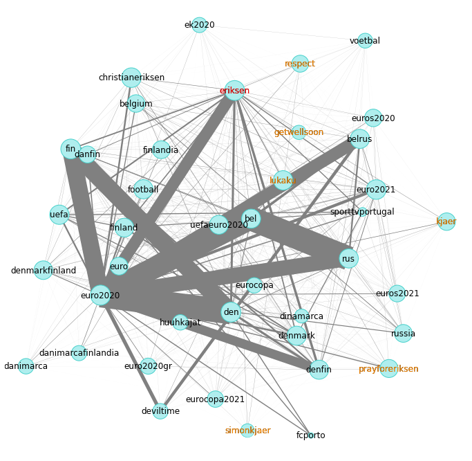 ek2020
voetbal
respect
christianeriksen
eriksen
belgium
euros2020
getwellsoon
belrus
fin
danfin
finlandia
lukaku
football
euro2021
uefa
bel
sporttvportugal
kjaer
finland
uefaeuro2020
rus
euro
denmarkfinland
eurocopa
euro2020
euros2021
den
dinamarca
huuhkajat
denmark
russia
danimarcafinlandia
danimarca
euro2020gr
denfin
prayforeriksen
eurocopa2021
deviltime
simonkjaer
fcporto